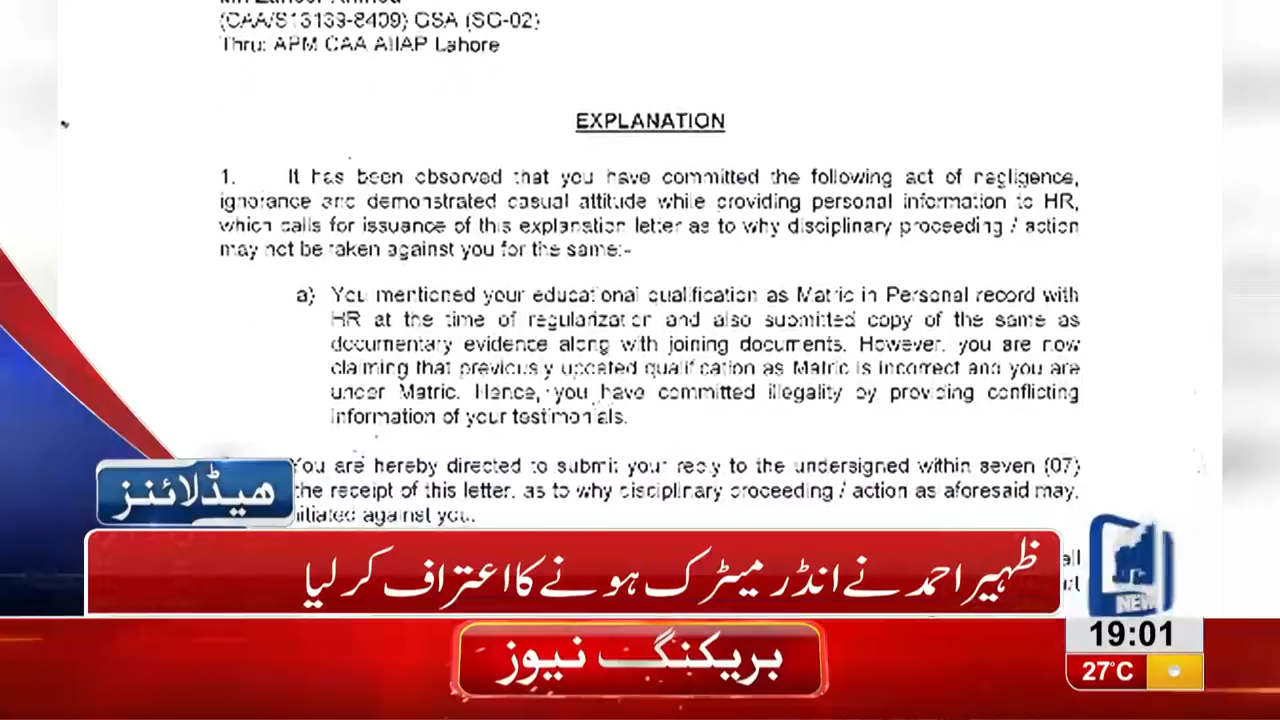 (CAA/S13139-8409) GSA (SG-02)
Thru: APM CAA AIIAP Lahore
EXPLANATION
1. It has been observed that you have committed the following act of negligence,
ignorance and demonstrated casual attitude while providing personal information to HR,
which calls for issuance of this explanation letter as to why disciplinary proceeding / action
may not be taken against you for the same:-
a) You mentioned your educational qualification as Matric in Personal record with
HR at the time of regularization and also submitted copy of the same as
documentary evidence along with joining documents. However, you are now
claiming that previously updated qualification as Matric is incorrect and you are
under Matric. Hence, you have committed illegality by providing conflicting
information of your testimonials.
You are hereby directed to submit your reply to the undersigned within seven (07)
the receipt of this letter, as to why disciplinary proceeding / action as aforesaid may
initiated against you.
ھیڈلائنز
ظہیر احمد نے انڈر میٹرک ہونے کا اعتراف کر لیا
بریکنگ نیوز
NEWS
19:01
27°C